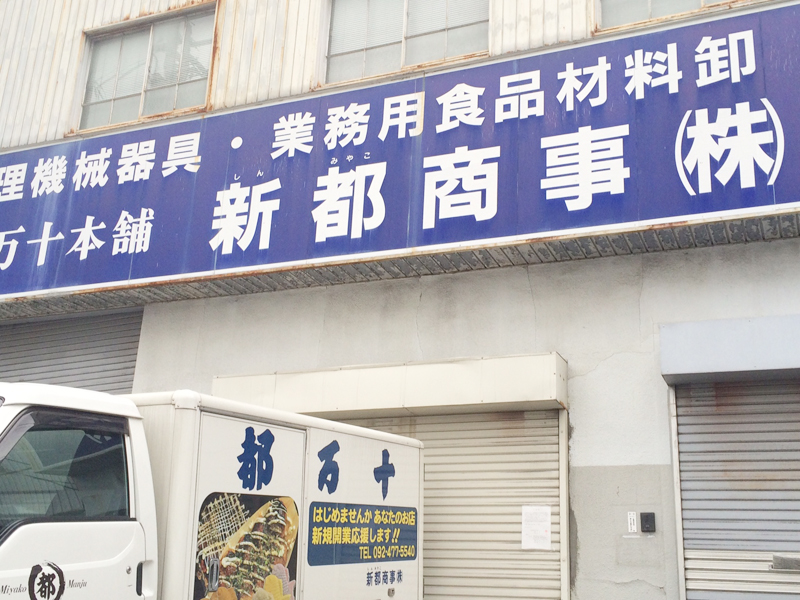 理機械器具・業務用食品材料卸
万十本舗
しん みやこ
新都商事㈱
都万十
はじめませんか あなたのお店
新規開業応援します!!
TEL 092-477-5540
新都商事㈱
Miyako 都 Manju